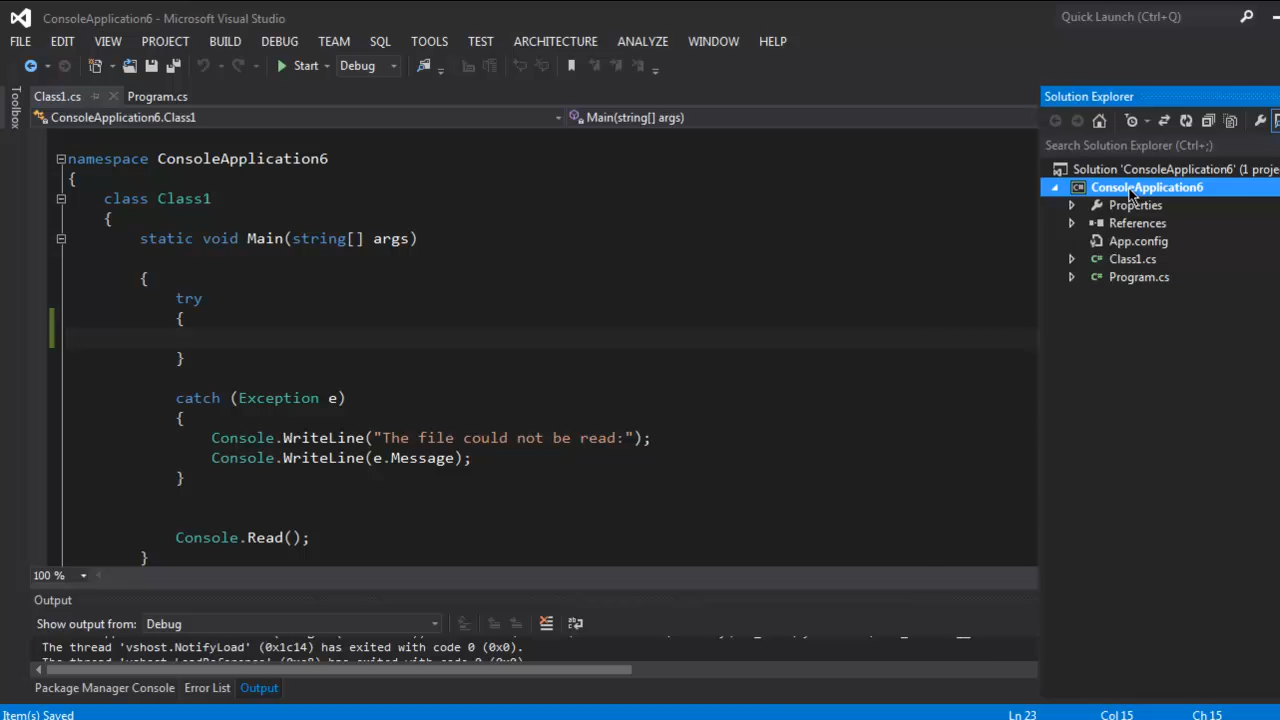 ConsoleApplication6 - Microsoft Visual Studio
Quick Launch (Ctrl+Q)
FILE EDIT VIEW PROJECT BUILD DEBUG TEAM SQL TOOLS TEST ARCHITECTURE ANALYZE WINDOW HELP
Start Debug
Toolbox
Class1.cs Program.cs
ConsoleApplication6.Class1 Main(string[] args)
namespace ConsoleApplication6
{
class Class1
{
static void Main(string[] args)
{
try
{
}
catch (Exception e)
{
Console.WriteLine("The file could not be read:");
Console.WriteLine(e.Message);
}
Console.Read();
}
100 %
Solution Explorer
Search Solution Explorer (Ctrl+;)
Solution 'ConsoleApplication6' (1 proje
ConsoleApplication6
Properties
References
App.config
Class1.cs
Program.cs
Output
Show output from: Debug
The thread 'vshost.NotifyLoad' (0x1c14) has exited with code 0 (0x0).
Package Manager Console Error List Output
Item(s) Saved Ln 23 Col 15 Ch 15